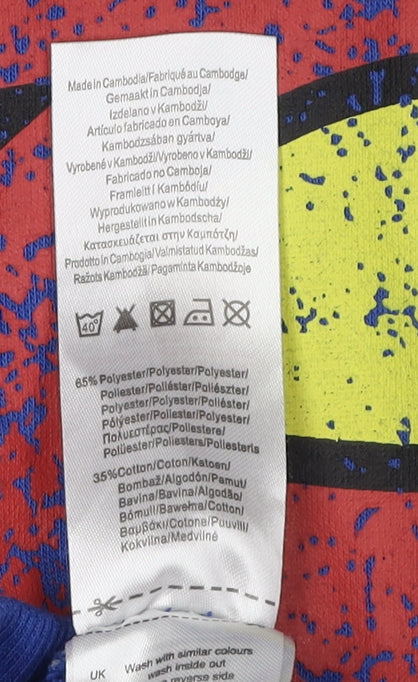 Made in Cambodia/Fabriqué au Cambodge/
Gemaakt in Cambodja/
Izdelano v Kambodži/
Artículo fabricado en Camboya/
Kambodzsában gyártva/
Vyrobené v Kambodži/Vyrobeno v Kambodži/
Fabricado no Camboja/
Framleitt í Kambódíu/
Wyprodukowano w Kambodży/
Hergestellt in Kambodscha/
Κατασκευάζεται στην Καμπότζη/
Prodotto in Cambogia/Valmistatud Kambodžas/
Ražots Kambodžā/ Pagaminta Kambodžoje
40°
65% Polyester/Polyester/Polyester/
Poliester/Poliéster/Poliészter/
Polyester/Polyester/Poliéster/
Pólýester/Poliester/Polyester/
Πολυεστέρας/Poliestere/
Polüester/Poliesters/Poliesteris
35%Cotton/Coton/Katoen/
Bombaž/Algodón/Pamut/
Bavlna/Bavlna/Algodão/
Bómull/Bawełna/Cotton/
Βαμβάκι/Cotone/Puuvill/
Kokvilna/Medvilnė
UK Wash with similar colours
wash inside out
reverse side